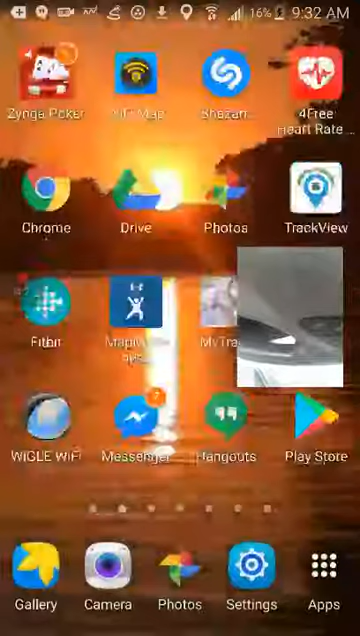 16% 9:32 AM
Zynga Poker
Shazam
4Free
Heart Rate...
Chrome Drive Photos TrackView
Fitbit
WiGLE WiFi Messenger Hangouts Play Store
Gallery Camera Photos Settings Apps